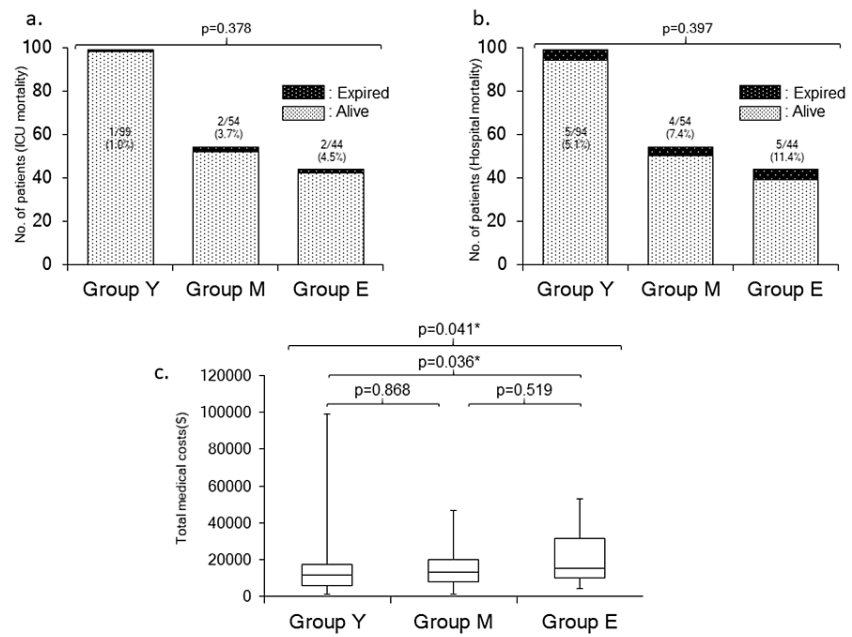 a.
p=0.378
No. of patients (ICU mortality)
100
80
60
40
20
0
: Expired
: Alive
1/99
(1.0%)
2/54
(3.7%)
2/44
(4.5%)
Group Y
Group M
Group E
b.
p=0.397
No. of patients (Hospital mortality)
100
80
60
40
20
0
: Expired
: Alive
5/94
(5.1%)
4/54
(7.4%)
5/44
(11.4%)
Group Y
Group M
Group E
c.
p=0.041*
p=0.036*
p=0.868
p=0.519
Total medical costs($)
120000
100000
80000
60000
40000
20000
0
Group Y
Group M
Group E